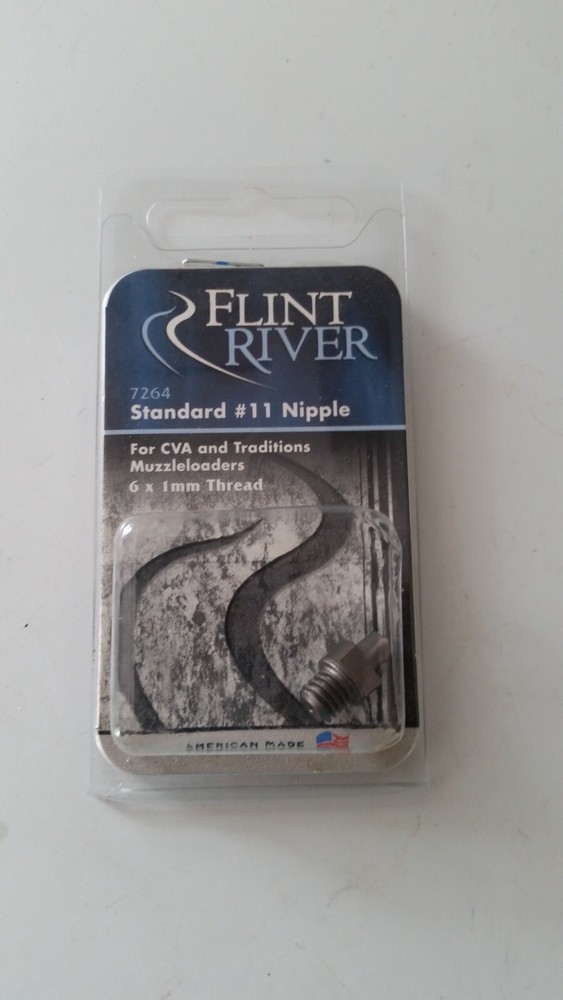 FLINT
RIVER
7264
Standard #11 Nipple
For CVA and Traditions
Muzzleloaders
6 x 1mm Thread
AMERICAN MADE